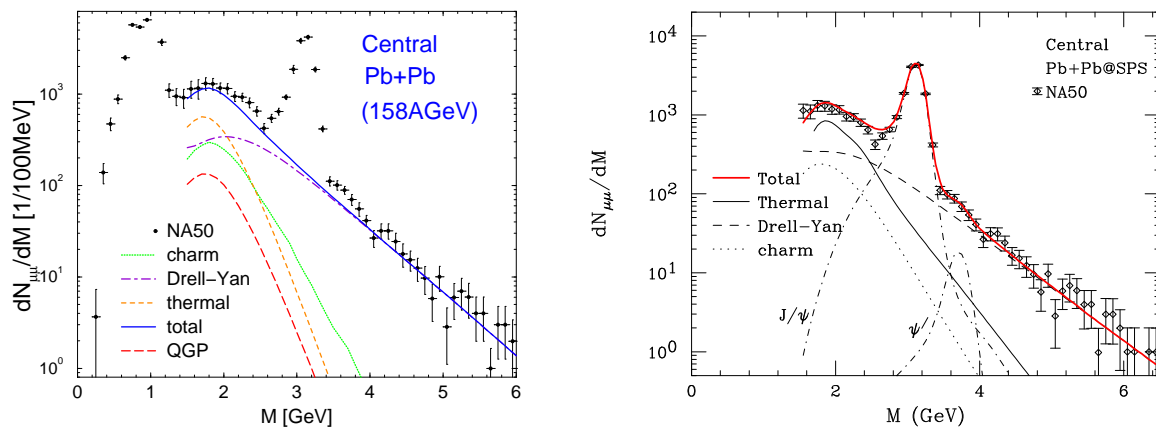 dN_μμ/dM [1/100MeV]
10^3
10^2
10^1
10^0
Central
Pb+Pb
(158AGeV)
NA50
charm
Drell−Yan
thermal
total
QGP
0
1
2
3
4
5
6
M [GeV]
dN_μμ/dM
10^4
10^3
10^2
10^1
10^0
Central
Pb+Pb@SPS
NA50
Total
Thermal
Drell−Yan
charm
J/ψ
ψ
0
2
4
6
M (GeV)